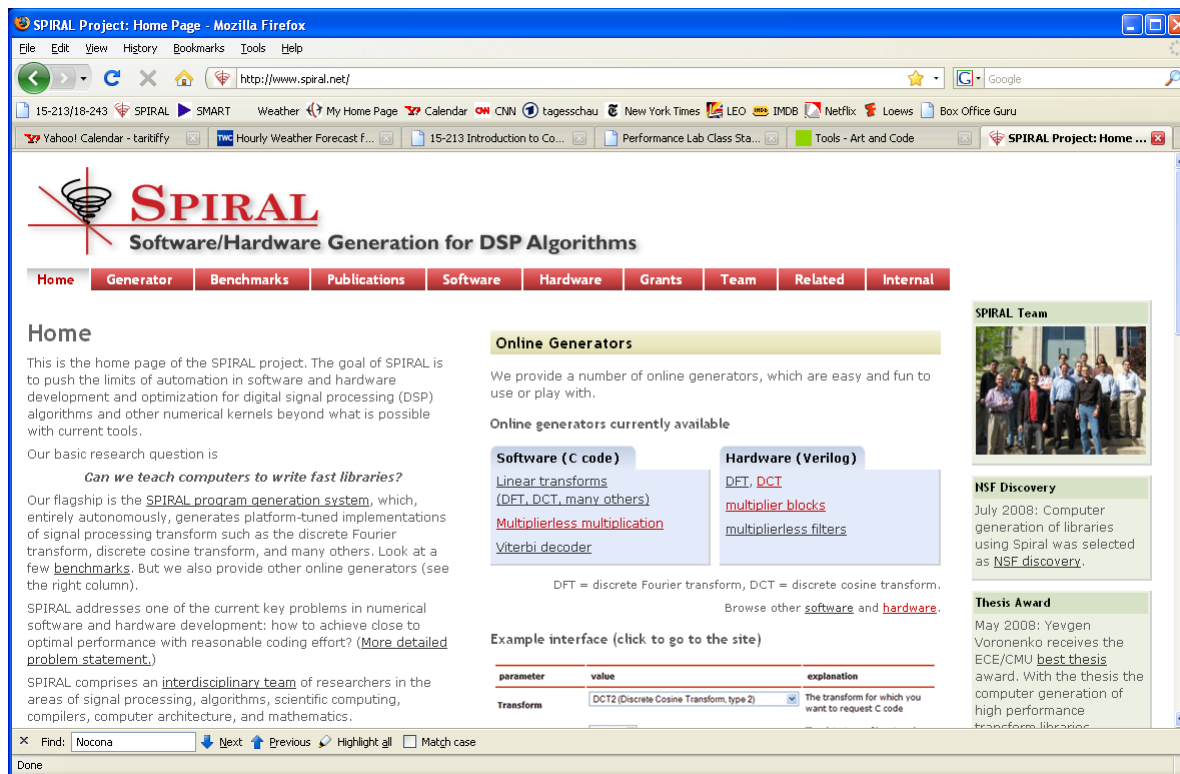 SPIRAL Project: Home Page - Mozilla Firefox
File Edit View History Bookmarks Tools Help
http://www.spiral.net/
Google
15-213/18-243 SPIRAL SMART Weather My Home Page Calendar CNN tagesschau New York Times LEO IMDB Netflix Loews Box Office Guru
Yahoo! Calendar - taritiffy Hourly Weather Forecast f... 15-213 Introduction to Co... Performance Lab Class Sta... Tools - Art and Code SPIRAL Project: Home ...
SPIRAL
Software/Hardware Generation for DSP Algorithms
Home Generator Benchmarks Publications Software Hardware Grants Team Related Internal
Home
This is the home page of the SPIRAL project. The goal of SPIRAL is
to push the limits of automation in software and hardware
development and optimization for digital signal processing (DSP)
algorithms and other numerical kernels beyond what is possible
with current tools.
Our basic research question is
Can we teach computers to write fast libraries?
Our flagship is the SPIRAL program generation system, which,
entirely autonomously, generates platform-tuned implementations
of signal processing transform such as the discrete Fourier
transform, discrete cosine transform, and many others. Look at a
few benchmarks. But we also provide other online generators (see
the right column).
SPIRAL addresses one of the current key problems in numerical
software and hardware development: how to achieve close to
optimal performance with reasonable coding effort? (More detailed
problem statement.)
SPIRAL comprises an interdisciplinary team of researchers in the
areas of signal processing, algorithms, scientific computing,
compilers, computer architecture, and mathematics.
Online Generators
We provide a number of online generators, which are easy and fun to
use or play with.
Online generators currently available
Software (C code)
Linear transforms
(DFT, DCT, many others)
Multiplierless multiplication
Viterbi decoder
Hardware (Verilog)
DFT, DCT
multiplier blocks
multiplierless filters
DFT = discrete Fourier transform, DCT = discrete cosine transform.
Browse other software and hardware.
Example interface (click to go to the site)
parameter value explanation
Transform DCT2 (Discrete Cosine Transform, type 2) The transform for which you
want to request C code
SPIRAL Team
NSF Discovery
July 2008: Computer
generation of libraries
using Spiral was selected
as NSF discovery.
Thesis Award
May 2008: Yevgen
Voronenko receives the
ECE/CMU best thesis
award. With the thesis the
computer generation of
high performance
transform libraries
Find: Nocona Next Previous Highlight all Match case
Done